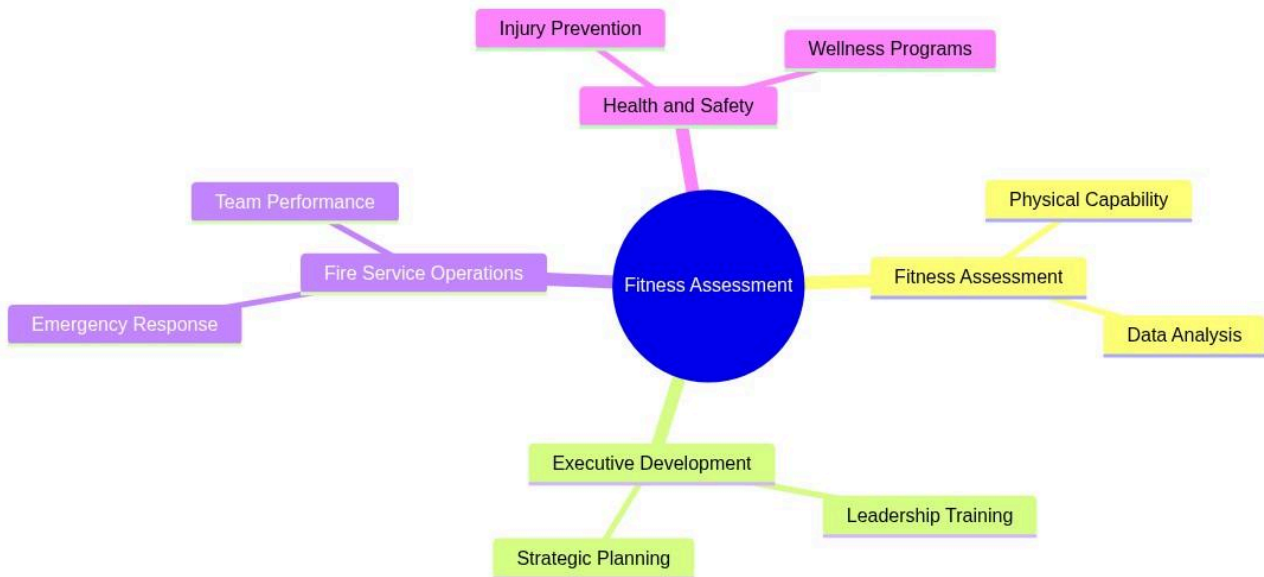 Injury Prevention
Wellness Programs
Health and Safety
Team Performance
Physical Capability
Fire Service Operations
Fitness Assessment
Fitness Assessment
Emergency Response
Data Analysis
Executive Development
Leadership Training
Strategic Planning